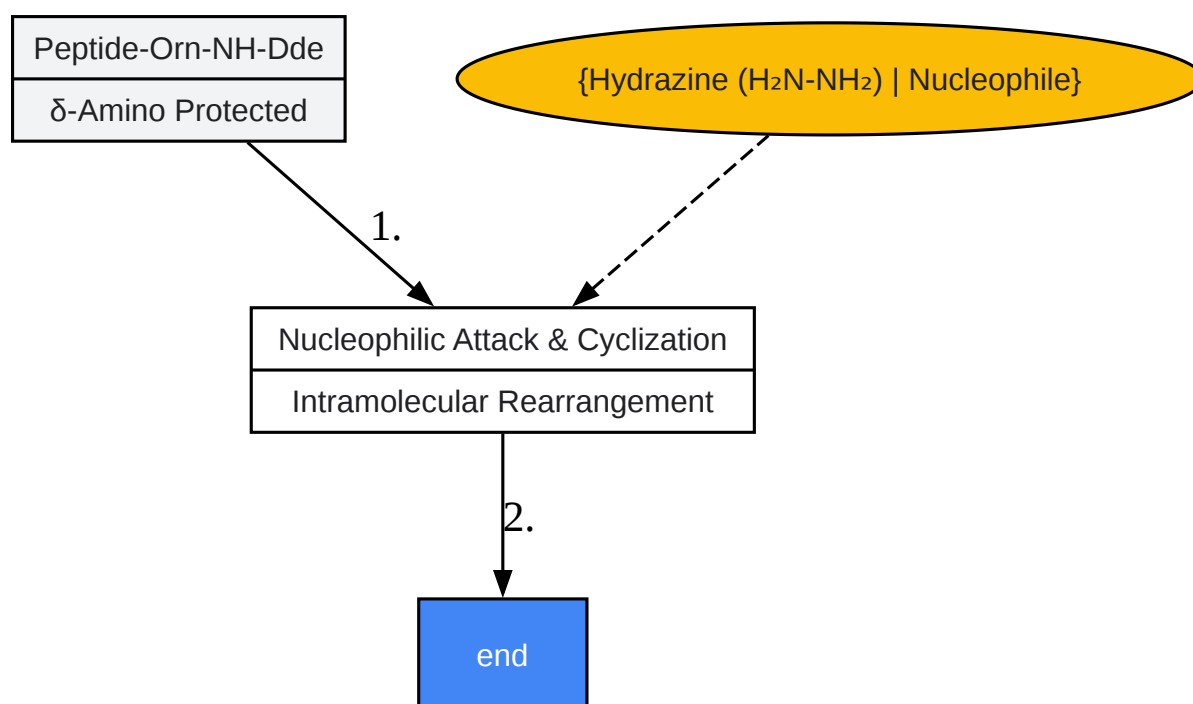 Peptide-Orn-NH-Dde
δ-Amino Protected
{Hydrazine (H₂N-NH₂) | Nucleophile}
1.
Nucleophilic Attack & Cyclization
Intramolecular Rearrangement
2.
end